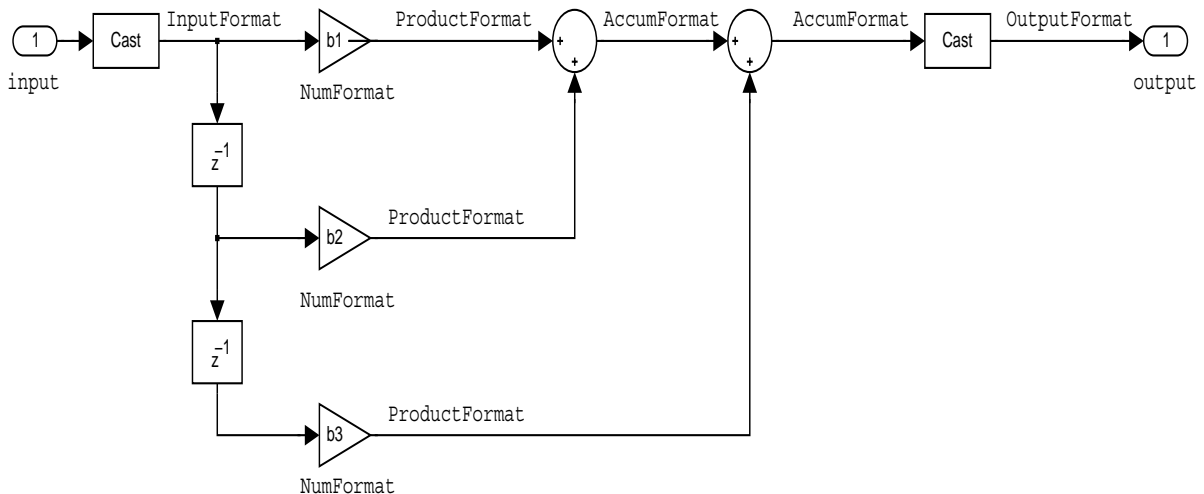 InputFormat ProductFormat AccumFormat AccumFormat OutputFormat
1 Cast b1 + + Cast 1
+ +
input NumFormat output
z⁻¹
ProductFormat
b2
NumFormat
z⁻¹
ProductFormat
b3
NumFormat